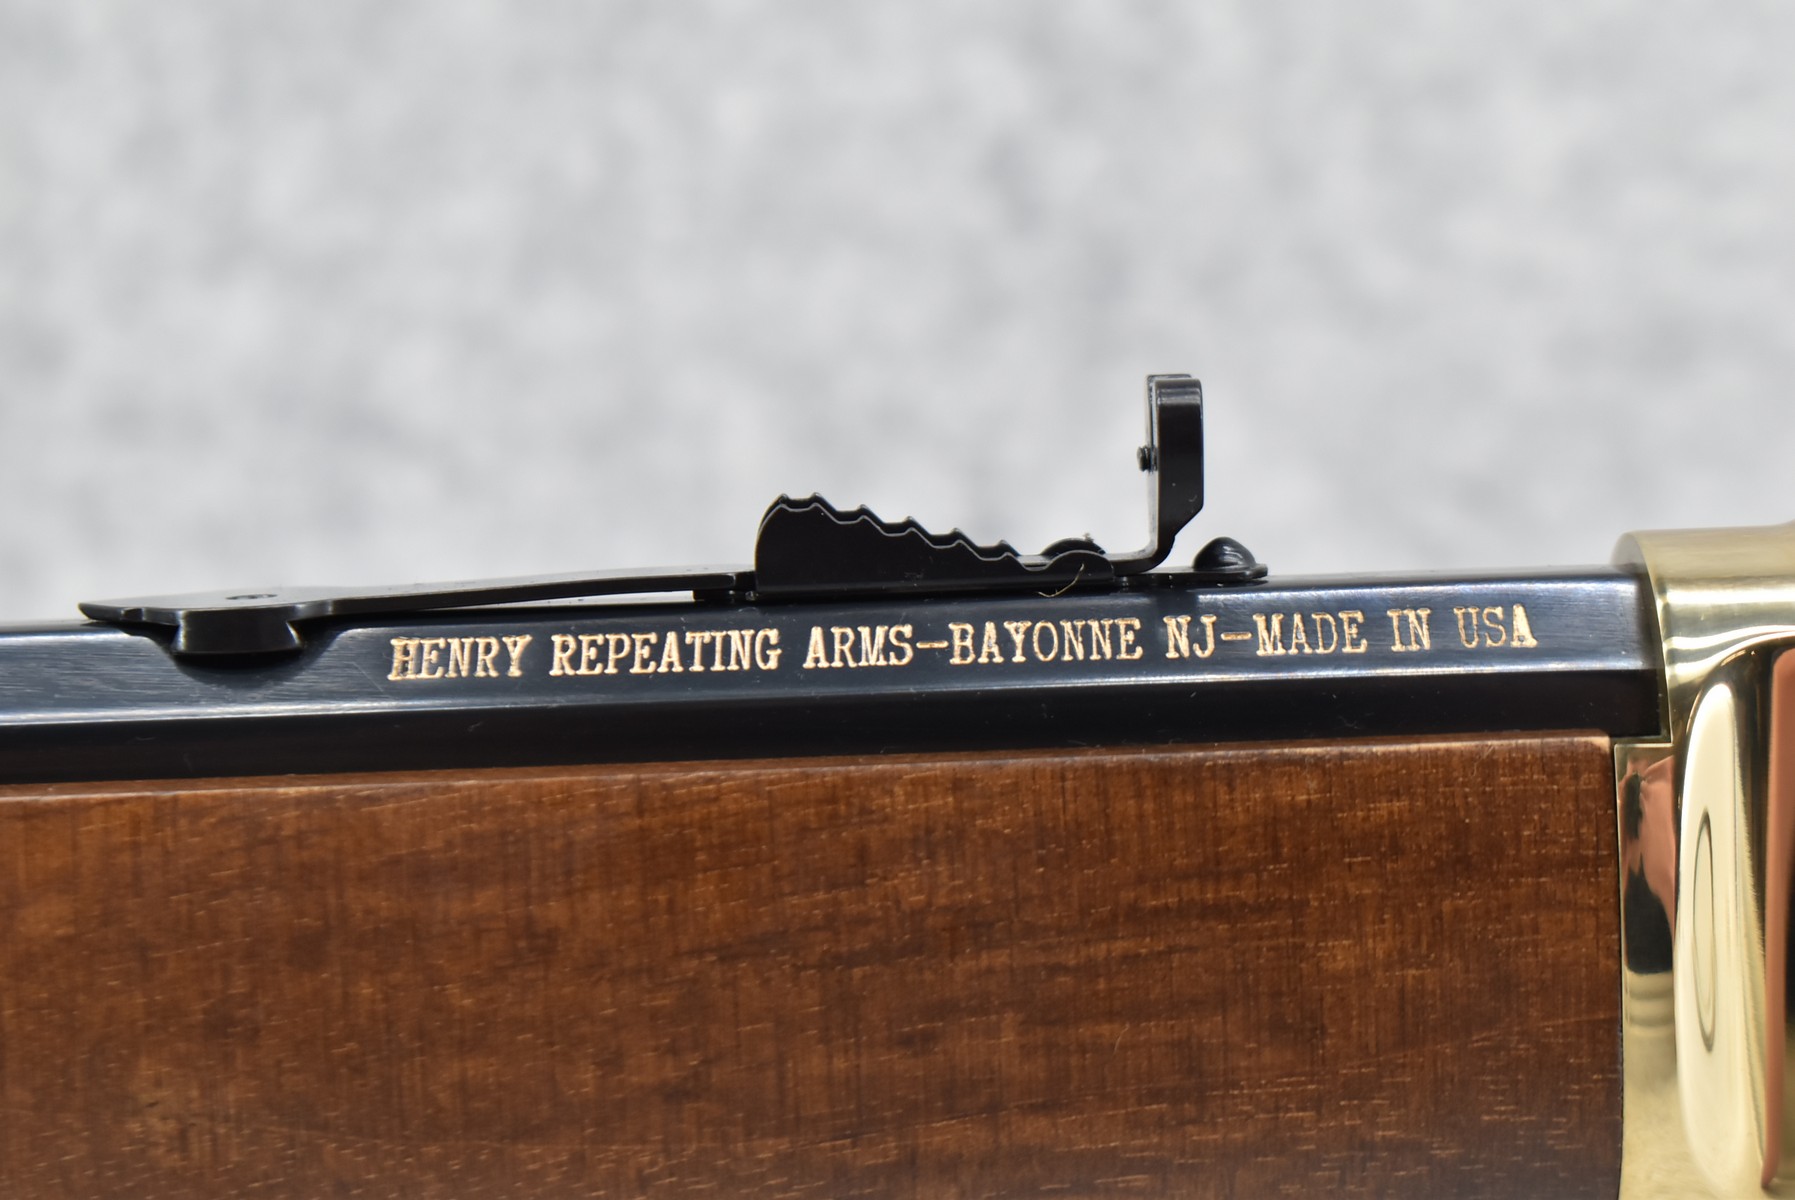 HENRY REPEATING ARMS-BAYONNE NJ-MADE IN USA